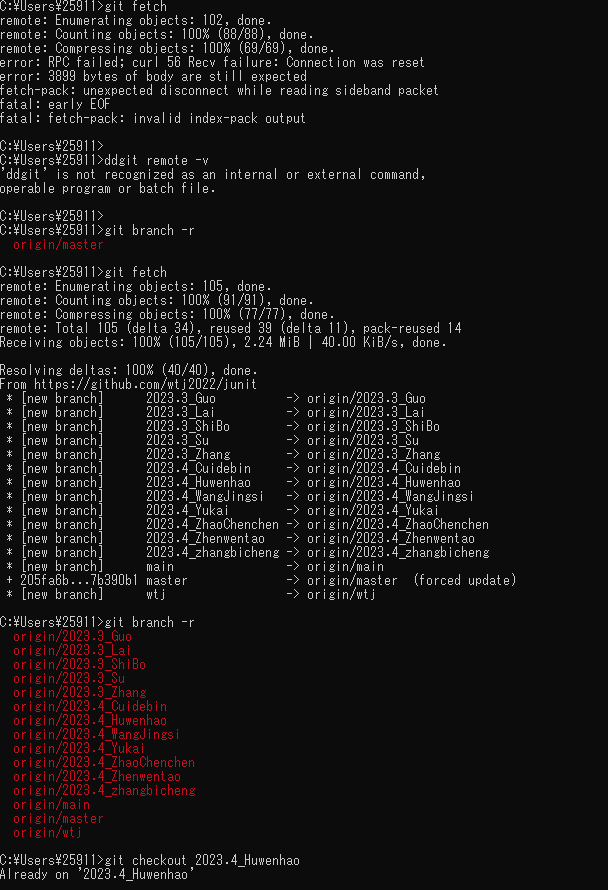 C:¥Users¥25911>git fetch
remote: Enumerating objects: 102, done.
remote: Counting objects: 100% (88/88), done.
remote: Compressing objects: 100% (69/69), done.
error: RPC failed; curl 56 Recv failure: Connection was reset
error: 3899 bytes of body are still expected
fetch-pack: unexpected disconnect while reading sideband packet
fatal: early EOF
fatal: fetch-pack: invalid index-pack output
C:¥Users¥25911>
C:¥Users¥25911>ddgit remote -v
'ddgit' is not recognized as an internal or external command,
operable program or batch file.
C:¥Users¥25911>
C:¥Users¥25911>git branch -r
origin/master
C:¥Users¥25911>git fetch
remote: Enumerating objects: 105, done.
remote: Counting objects: 100% (91/91), done.
remote: Compressing objects: 100% (77/77), done.
remote: Total 105 (delta 34), reused 39 (delta 11), pack-reused 14
Receiving objects: 100% (105/105), 2.24 MiB | 40.00 KiB/s, done.
Resolving deltas: 100% (40/40), done.
From https://github.com/wtj2022/junit
* [new branch] 2023.3_Guo -> origin/2023.3_Guo
* [new branch] 2023.3_Lai -> origin/2023.3_Lai
* [new branch] 2023.3_ShiBo -> origin/2023.3_ShiBo
* [new branch] 2023.3_Su -> origin/2023.3_Su
* [new branch] 2023.3_Zhang -> origin/2023.3_Zhang
* [new branch] 2023.4_Cuidebin -> origin/2023.4_Cuidebin
* [new branch] 2023.4_Huwenhao -> origin/2023.4_Huwenhao
* [new branch] 2023.4_WangJingsi -> origin/2023.4_WangJingsi
* [new branch] 2023.4_Yukai -> origin/2023.4_Yukai
* [new branch] 2023.4_ZhaoChenchen -> origin/2023.4_ZhaoChenchen
* [new branch] 2023.4_Zhenwentao -> origin/2023.4_Zhenwentao
* [new branch] 2023.4_zhangbicheng -> origin/2023.4_zhangbicheng
* [new branch] main -> origin/main
+ 205fa6b...7b390b1 master -> origin/master (forced update)
* [new branch] wtj -> origin/wtj
C:¥Users¥25911>git branch -r
origin/2023.3_Guo
origin/2023.3_Lai
origin/2023.3_ShiBo
origin/2023.3_Su
origin/2023.3_Zhang
origin/2023.4_Cuidebin
origin/2023.4_Huwenhao
origin/2023.4_WangJingsi
origin/2023.4_Yukai
origin/2023.4_ZhaoChenchen
origin/2023.4_Zhenwentao
origin/2023.4_zhangbicheng
origin/main
origin/master
origin/wtj
C:¥Users¥25911>git checkout 2023.4_Huwenhao
Already on '2023.4_Huwenhao'